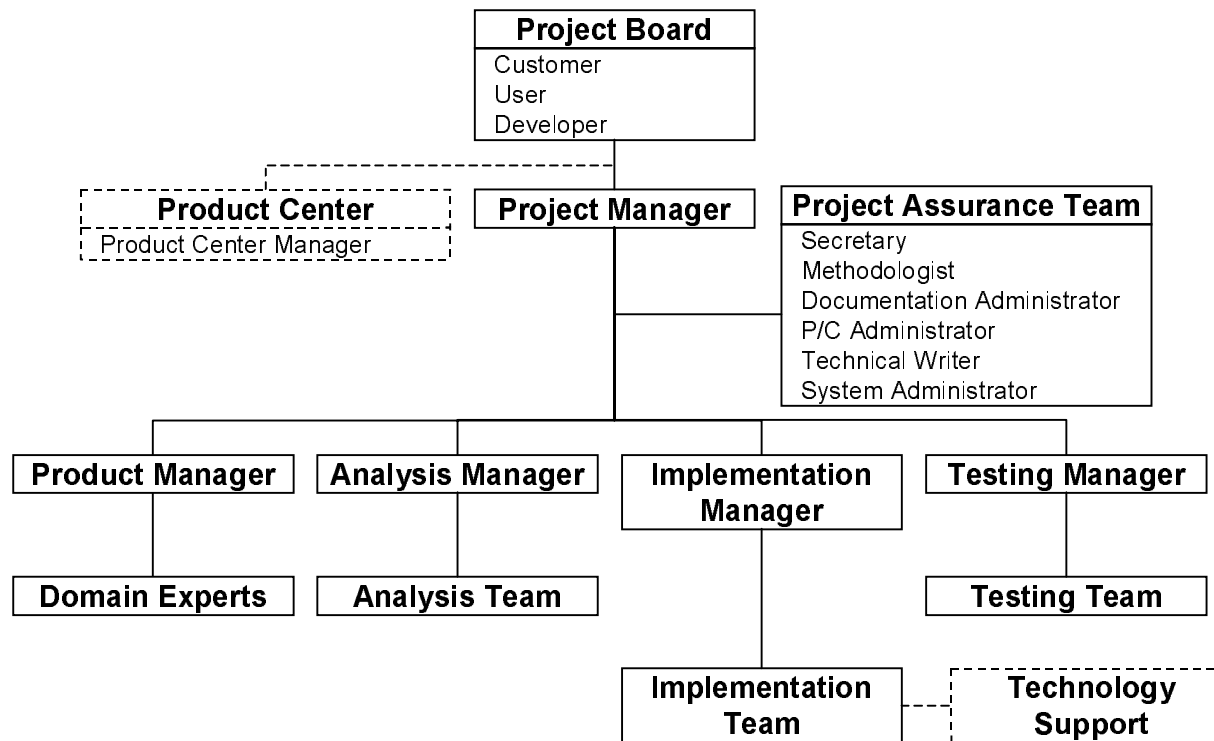 Project Board
Customer
User
Developer
Product Center
Product Center Manager
Project Manager
Project Assurance Team
Secretary
Methodologist
Documentation Administrator
P/C Administrator
Technical Writer
System Administrator
Product Manager
Analysis Manager
Implementation
Manager
Testing Manager
Domain Experts
Analysis Team
Testing Team
Implementation
Team
Technology
Support